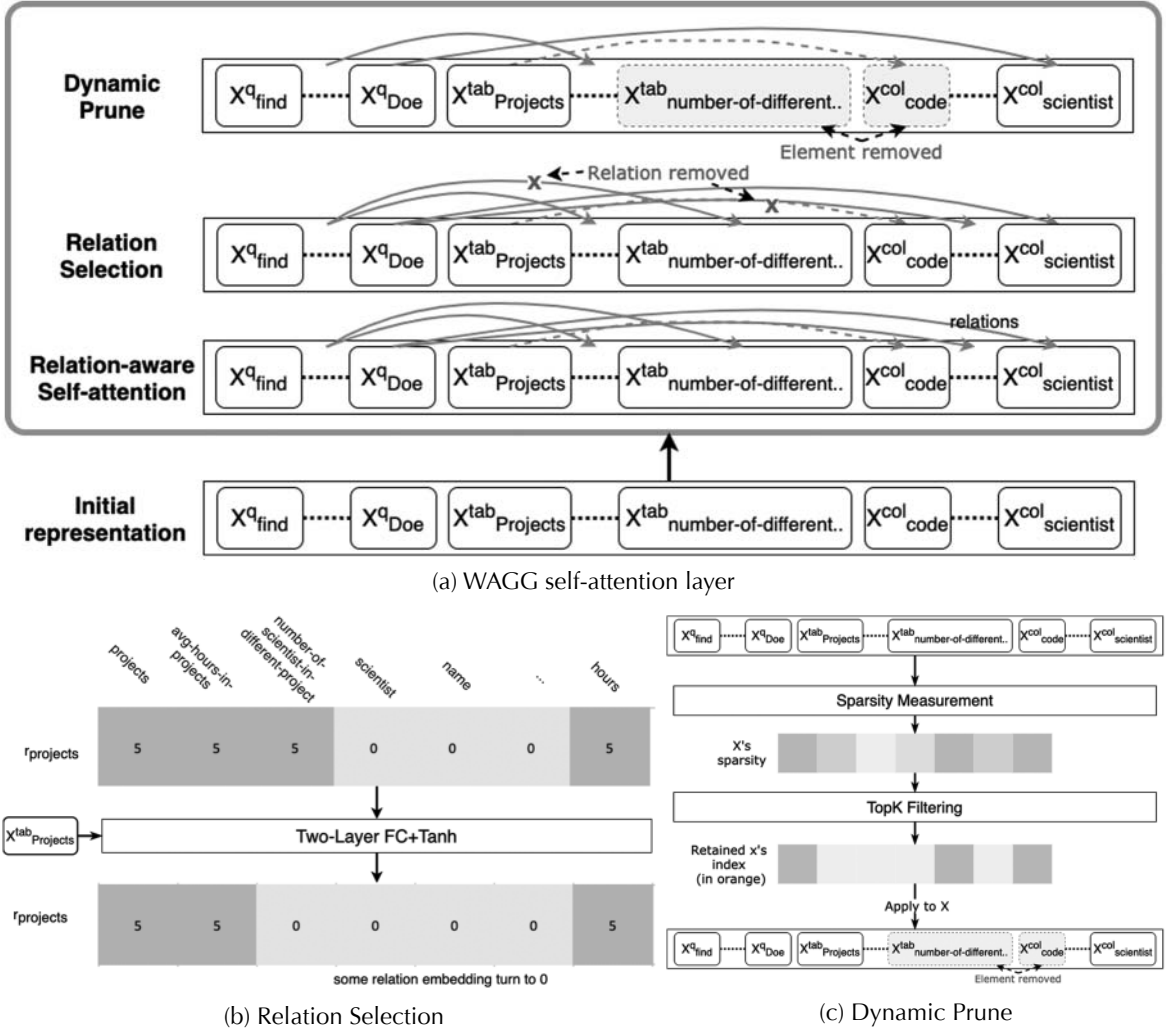 Dynamic
Prune
X^q_find X^q_Doe X^tab_Projects X^tab_number-of-different.. X^col_code X^col_scientist
Element removed
x Relation removed
x
Relation
Selection
X^q_find X^q_Doe X^tab_Projects X^tab_number-of-different.. X^col_code X^col_scientist
relations
Relation-aware
Self-attention
X^q_find X^q_Doe X^tab_Projects X^tab_number-of-different.. X^col_code X^col_scientist
Initial
representation
X^q_find X^q_Doe X^tab_Projects X^tab_number-of-different.. X^col_code X^col_scientist
(a) WAGG self-attention layer
projects
avg-hours-in-
projects
number-of-
scientist-in-
different-project
scientist
name
...
hours
r_projects 5 5 5 0 0 0 5
X^tab_Projects
Two-Layer FC+Tanh
r_projects 5 5 0 0 0 0 5
some relation embedding turn to 0
(b) Relation Selection
X^q_find X^q_Doe X^tab_Projects X^tab_number-of-different.. X^col_code X^col_scientist
Sparsity Measurement
X's
sparsity
TopK Filtering
Retained x's
index
(in orange)
Apply to X
X^q_find X^q_Doe X^tab_Projects X^tab_number-of-different.. X^col_code X^col_scientist
Element removed
(c) Dynamic Prune